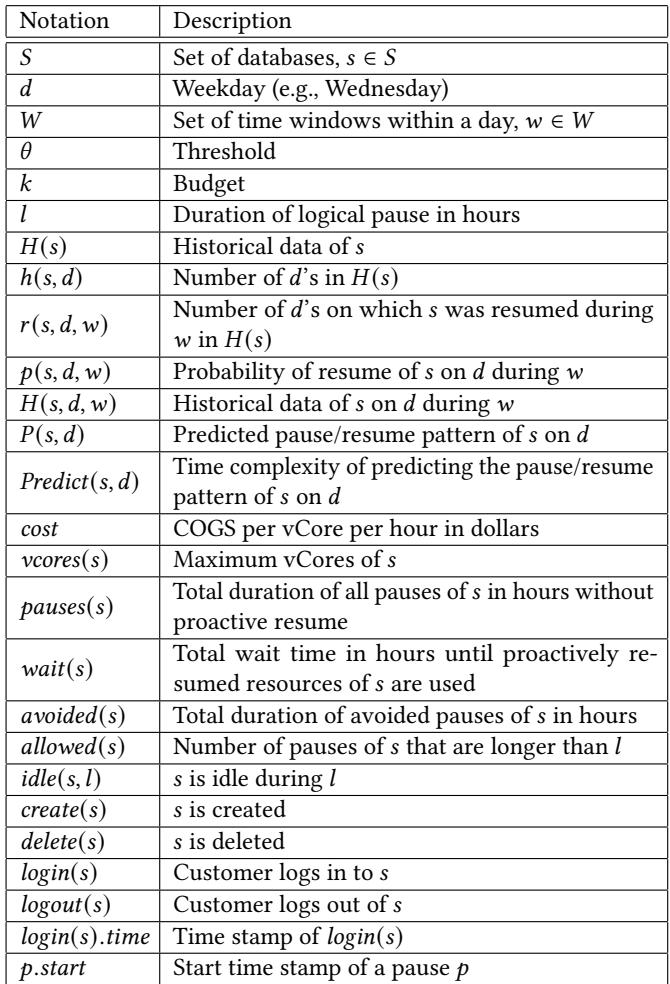 Notation Description
S Set of databases, s ∈ S
d Weekday (e.g., Wednesday)
W Set of time windows within a day, w ∈ W
θ Threshold
k Budget
l Duration of logical pause in hours
H(s) Historical data of s
h(s, d) Number of d's in H(s)
r(s, d, w) Number of d's on which s was resumed during
w in H(s)
p(s, d, w) Probability of resume of s on d during w
H(s, d, w) Historical data of s on d during w
P(s, d) Predicted pause/resume pattern of s on d
Predict(s, d) Time complexity of predicting the pause/resume
pattern of s on d
cost COGS per vCore per hour in dollars
vcores(s) Maximum vCores of s
pauses(s) Total duration of all pauses of s in hours without
proactive resume
wait(s) Total wait time in hours until proactively re-
sumed resources of s are used
avoided(s) Total duration of avoided pauses of s in hours
allowed(s) Number of pauses of s that are longer than l
idle(s, l) s is idle during l
create(s) s is created
delete(s) s is deleted
login(s) Customer logs in to s
logout(s) Customer logs out of s
login(s).time Time stamp of login(s)
p.start Start time stamp of a pause p